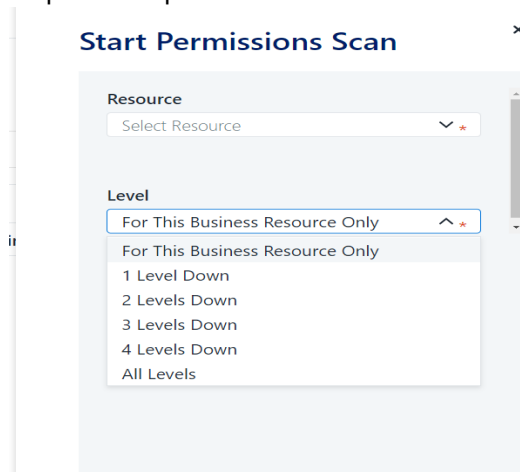 Start Permissions Scan
Resource
Select Resource
*
Level
For This Business Resource Only
*
For This Business Resource Only
1 Level Down
2 Levels Down
3 Levels Down
4 Levels Down
All Levels